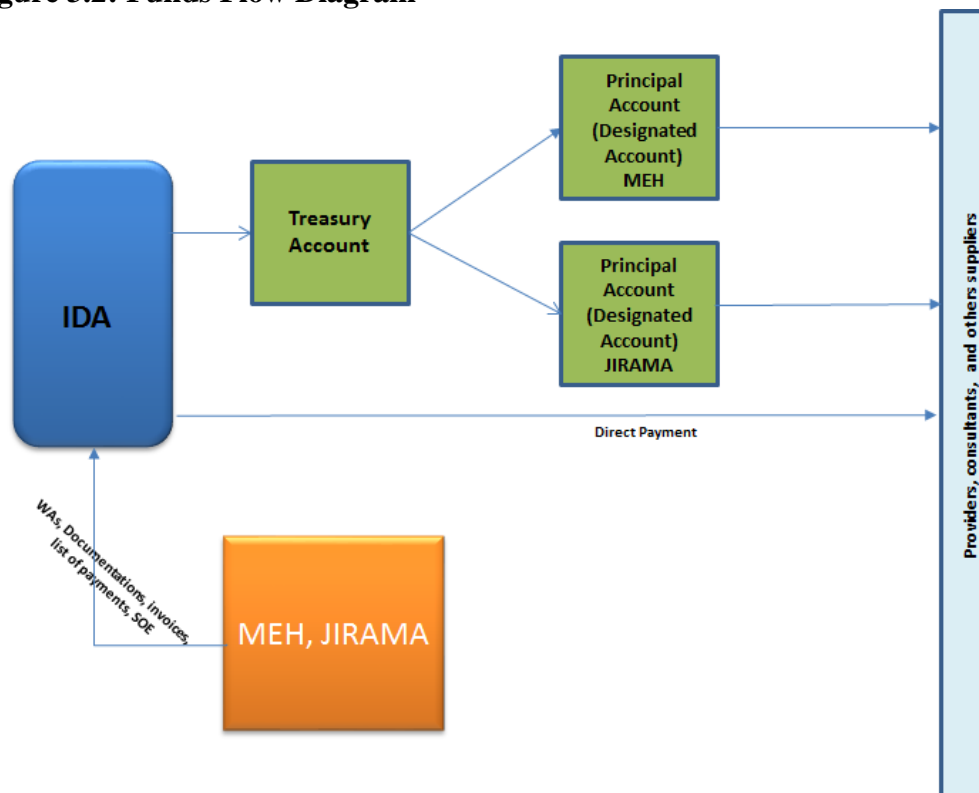 Funds Flow Diagram
Principal
Account
(Designated
Account)
MEH
Treasury
Account
IDA
Principal
Account
(Designated
Account)
JIRAMA
Direct Payment
WAs, Documentations, invoices,
list of payments, SOE
MEH, JIRAMA
Providers, consultants, and others suppliers